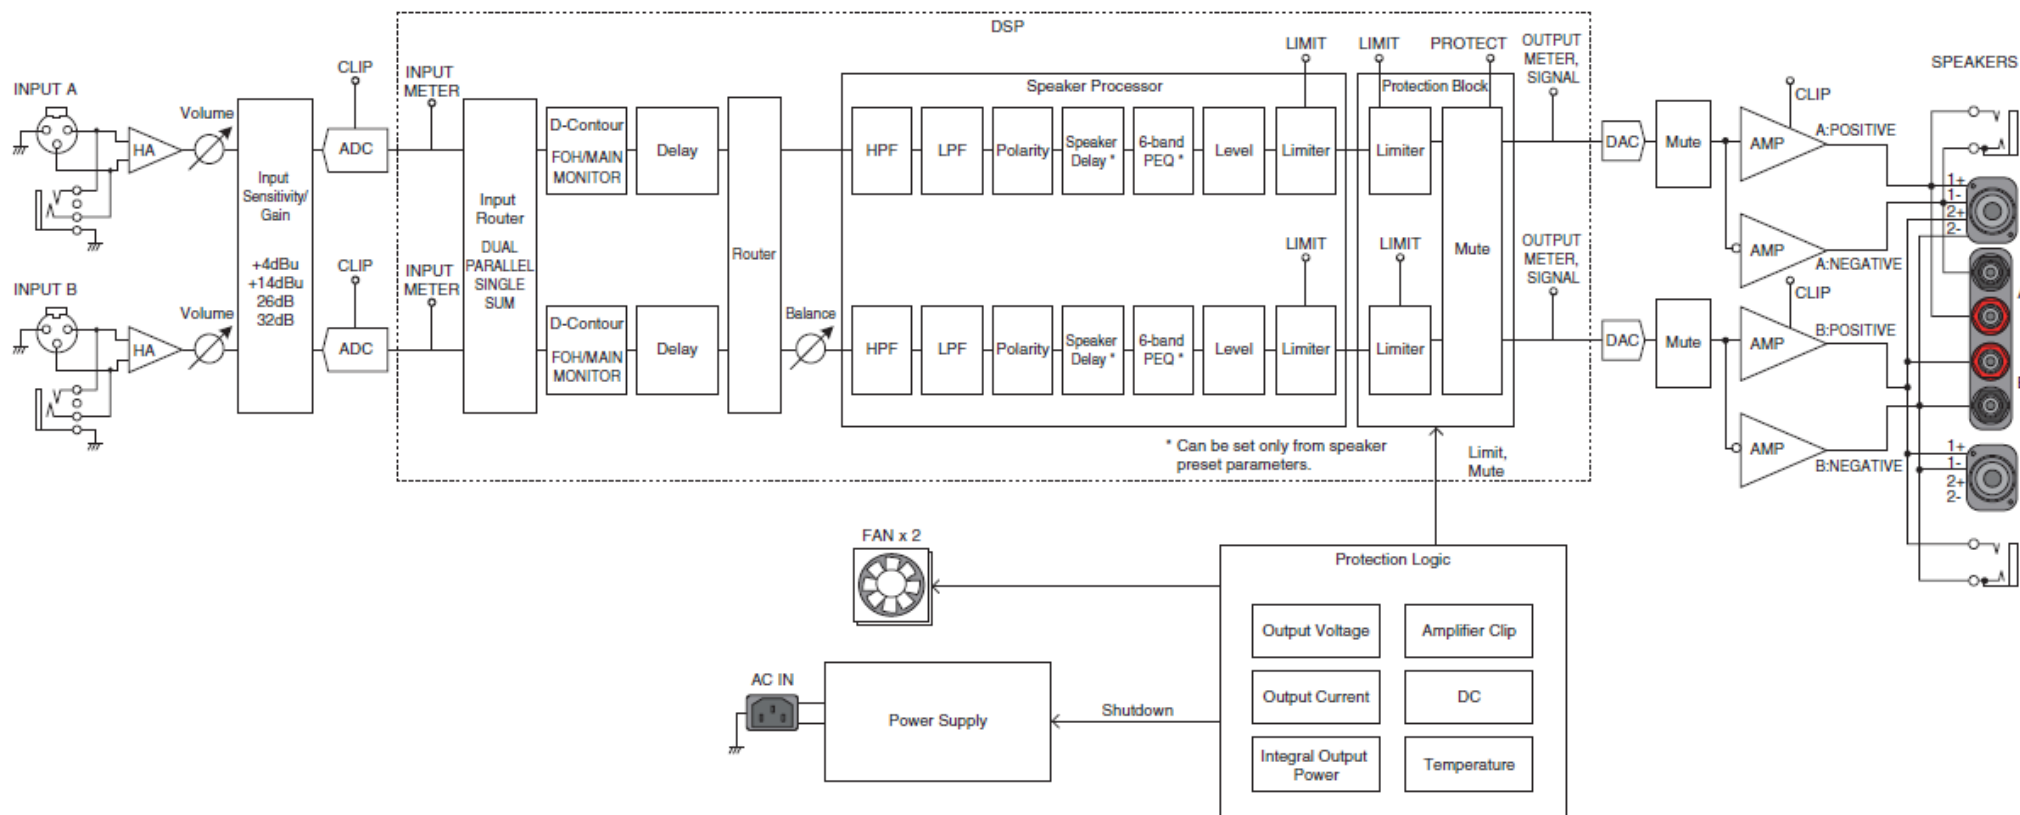 DSP
INPUT A
Volume
HA
INPUT B
Volume
HA
Input
Sensitivity/
Gain
+4dBu
+14dBu
26dB
32dB
CLIP
ADC
CLIP
ADC
INPUT
METER
INPUT
METER
Input
Router
DUAL
PARALLEL
SINGLE
SUM
D-Contour
FOH/MAIN
MONITOR
Delay
D-Contour
FOH/MAIN
MONITOR
Delay
Router
Balance
Speaker Processor
LIMIT
HPF
LPF
Polarity
Speaker
Delay *
6-band
PEQ *
Level
Limiter
LIMIT
HPF
LPF
Polarity
Speaker
Delay *
6-band
PEQ *
Level
Limiter
* Can be set only from speaker
preset parameters.
LIMIT
PROTECT
Protection Block
Limiter
LIMIT
Limiter
Mute
Limit,
Mute
OUTPUT
METER,
SIGNAL
OUTPUT
METER,
SIGNAL
DAC
Mute
DAC
Mute
CLIP
AMP
A:POSITIVE
AMP
A:NEGATIVE
CLIP
AMP
B:POSITIVE
AMP
B:NEGATIVE
SPEAKERS
1+
1-
2+
2-
1+
1-
2+
2-
FAN x 2
AC IN
Power Supply
Shutdown
Protection Logic
Output Voltage
Amplifier Clip
Output Current
DC
Integral Output
Power
Temperature